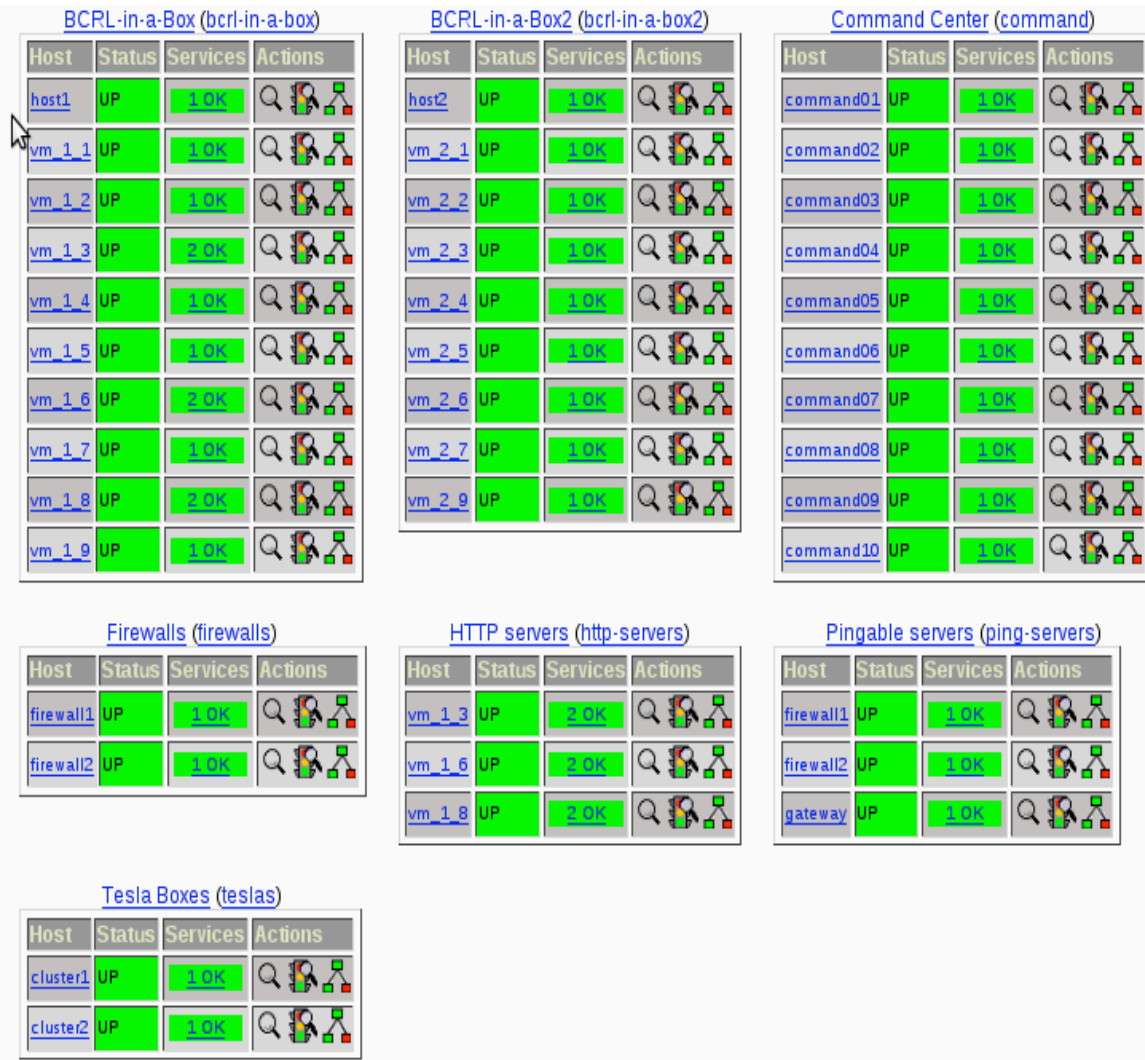 BCRL-in-a-Box (bcrl-in-a-box)
Host Status Services Actions
host1 UP 1 OK
vm_1_1 UP 1 OK
vm_1_2 UP 1 OK
vm_1_3 UP 2 OK
vm_1_4 UP 1 OK
vm_1_5 UP 1 OK
vm_1_6 UP 2 OK
vm_1_7 UP 1 OK
vm_1_8 UP 2 OK
vm_1_9 UP 1 OK
BCRL-in-a-Box2 (bcrl-in-a-box2)
Host Status Services Actions
host2 UP 1 OK
vm_2_1 UP 1 OK
vm_2_2 UP 1 OK
vm_2_3 UP 1 OK
vm_2_4 UP 1 OK
vm_2_5 UP 1 OK
vm_2_6 UP 1 OK
vm_2_7 UP 1 OK
vm_2_9 UP 1 OK
Command Center (command)
Host Status Services Actions
command01 UP 1 OK
command02 UP 1 OK
command03 UP 1 OK
command04 UP 1 OK
command05 UP 1 OK
command06 UP 1 OK
command07 UP 1 OK
command08 UP 1 OK
command09 UP 1 OK
command10 UP 1 OK
Firewalls (firewalls)
Host Status Services Actions
firewall1 UP 1 OK
firewall2 UP 1 OK
HTTP servers (http-servers)
Host Status Services Actions
vm_1_3 UP 2 OK
vm_1_6 UP 2 OK
vm_1_8 UP 2 OK
Pingable servers (ping-servers)
Host Status Services Actions
firewall1 UP 1 OK
firewall2 UP 1 OK
gateway UP 1 OK
Tesla Boxes (teslas)
Host Status Services Actions
cluster1 UP 1 OK
cluster2 UP 1 OK